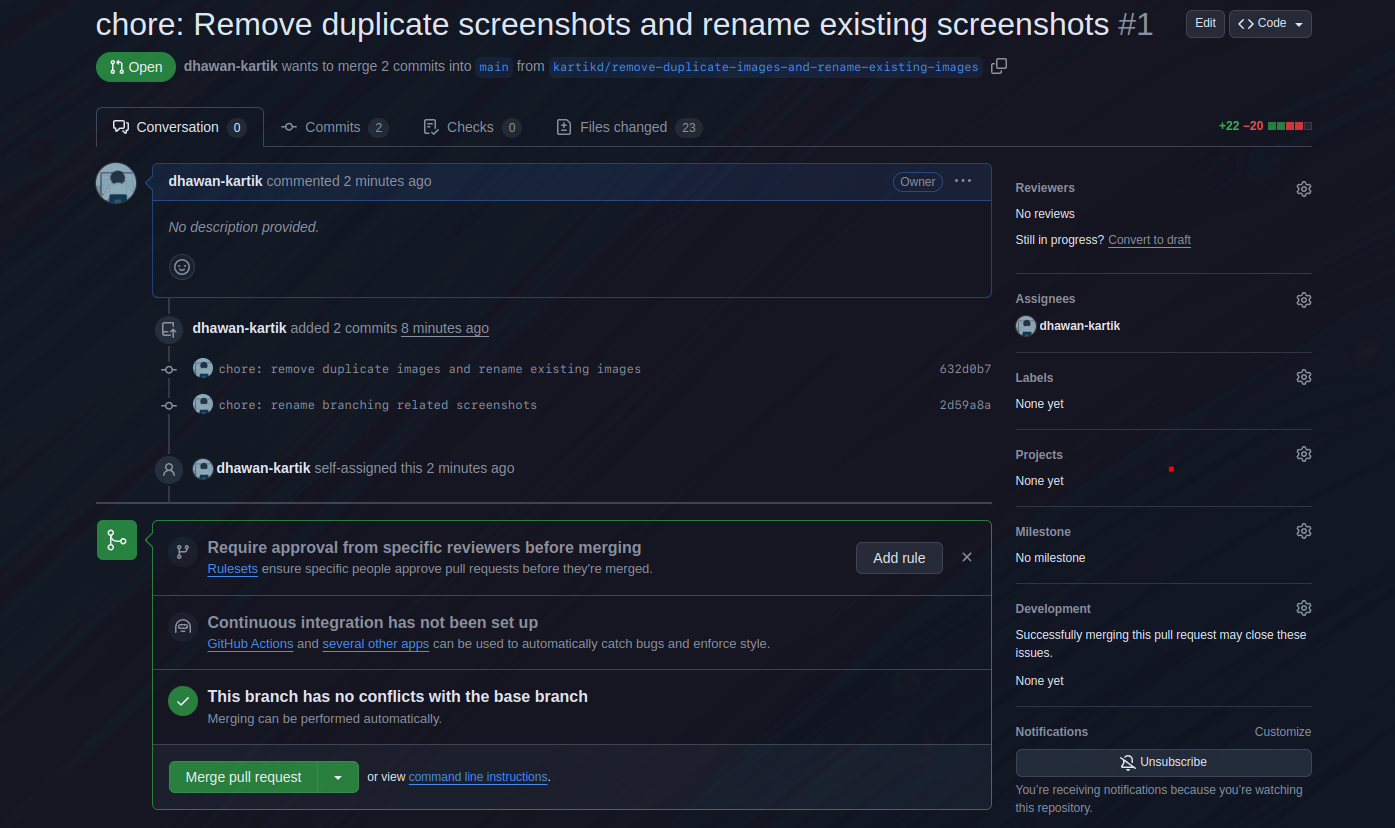 chore: Remove duplicate screenshots and rename existing screenshots #1
Edit
Code
Open
dhawan-kartik wants to merge 2 commits into main from kartikd/remove-duplicate-images-and-rename-existing-images
Conversation 0
Commits 2
Checks 0
Files changed 23
+22 −20
dhawan-kartik commented 2 minutes ago
Owner
No description provided.
dhawan-kartik added 2 commits 8 minutes ago
chore: remove duplicate images and rename existing images
632d0b7
chore: rename branching related screenshots
2d59a8a
dhawan-kartik self-assigned this 2 minutes ago
Require approval from specific reviewers before merging
Rulesets ensure specific people approve pull requests before they're merged.
Add rule
Continuous integration has not been set up
GitHub Actions and several other apps can be used to automatically catch bugs and enforce style.
This branch has no conflicts with the base branch
Merging can be performed automatically.
Merge pull request
or view command line instructions.
Reviewers
No reviews
Still in progress? Convert to draft
Assignees
dhawan-kartik
Labels
None yet
Projects
None yet
Milestone
No milestone
Development
Successfully merging this pull request may close these
issues.
None yet
Notifications
Customize
Unsubscribe
You're receiving notifications because you're watching
this repository.